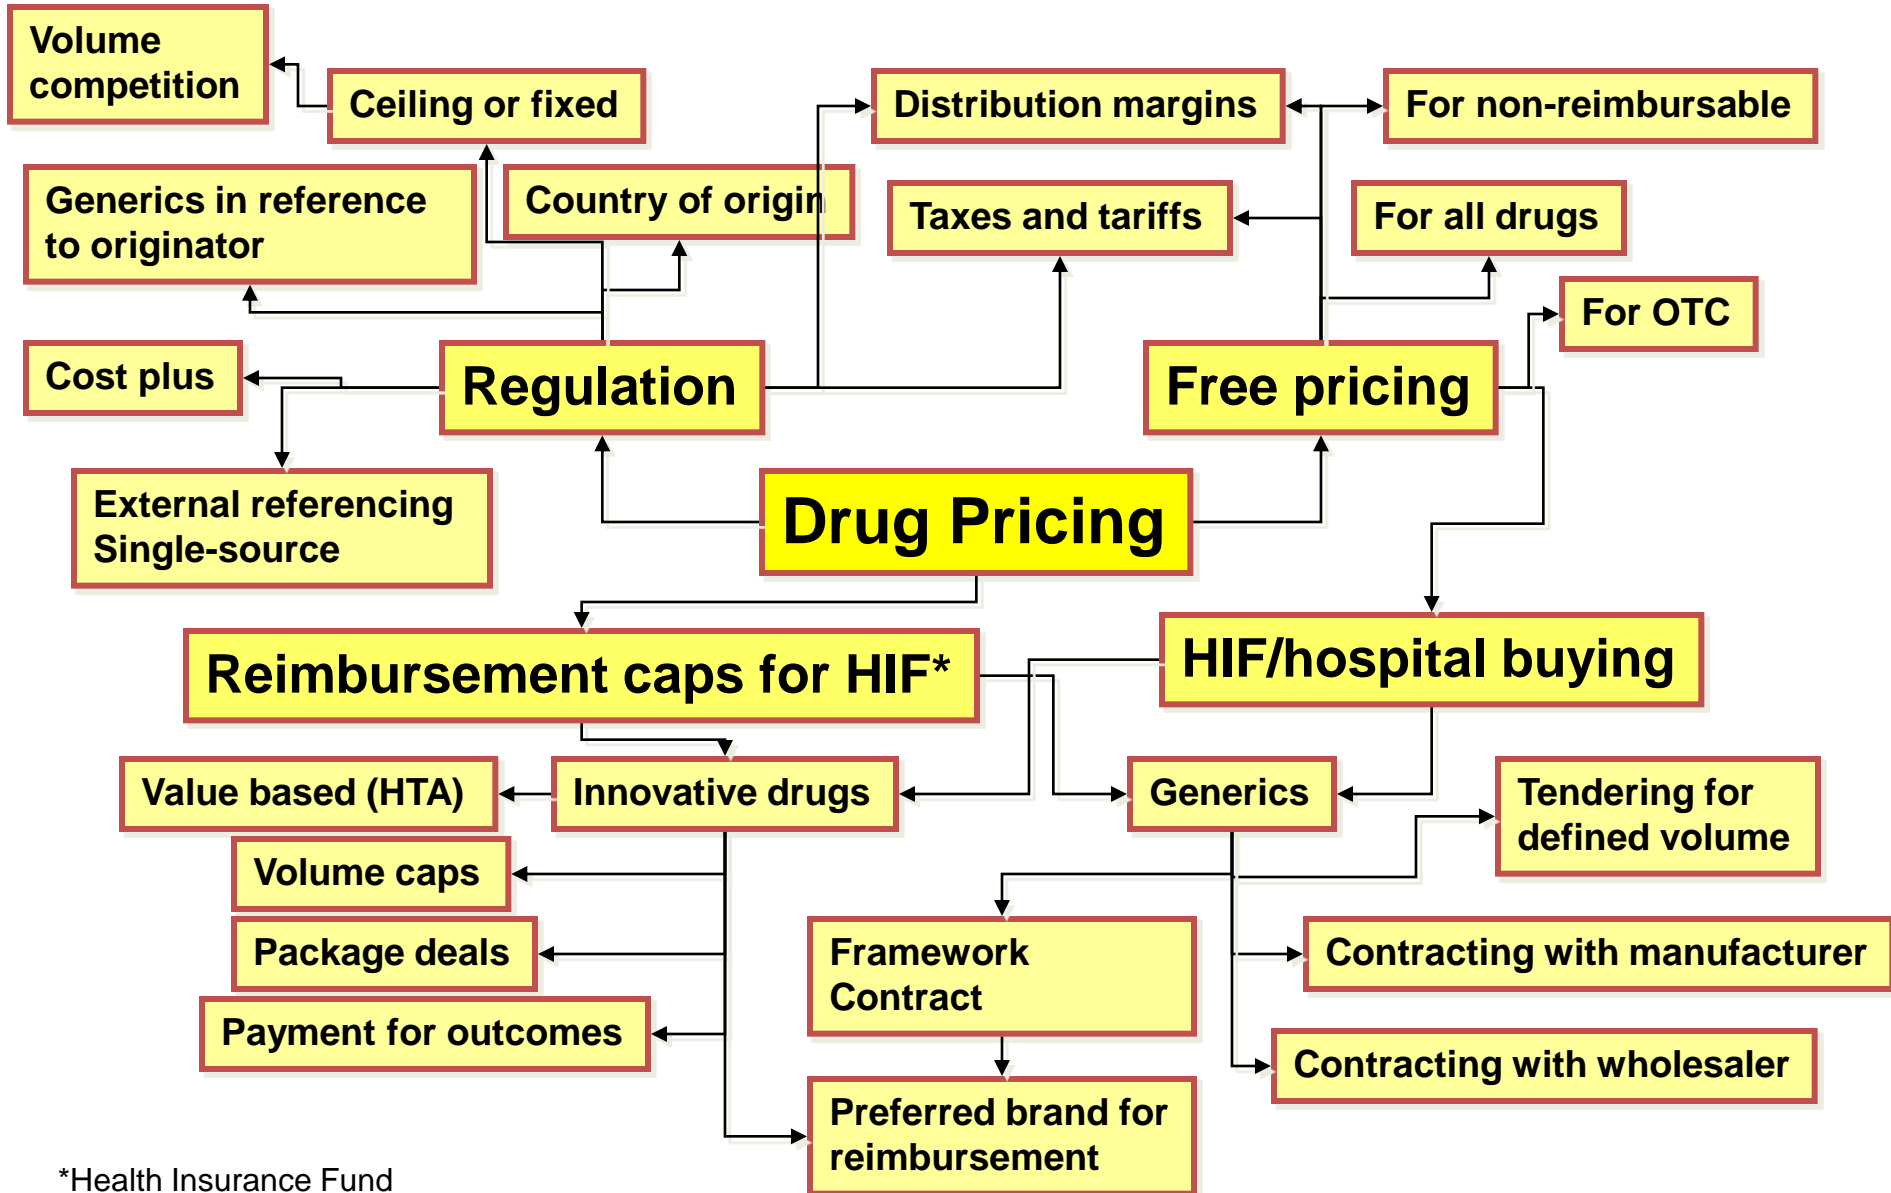 Volume
competition
Ceiling or fixed
Distribution margins
For non-reimbursable
Generics in reference
to originator
Country of origin
Taxes and tariffs
For all drugs
For OTC
Cost plus
Regulation
Free pricing
External referencing
Single-source
Drug Pricing
Reimbursement caps for HIF*
HIF/hospital buying
Value based (HTA)
Innovative drugs
Generics
Tendering for
defined volume
Volume caps
Package deals
Framework
Contract
Contracting with manufacturer
Payment for outcomes
Contracting with wholesaler
Preferred brand for
reimbursement
*Health Insurance Fund